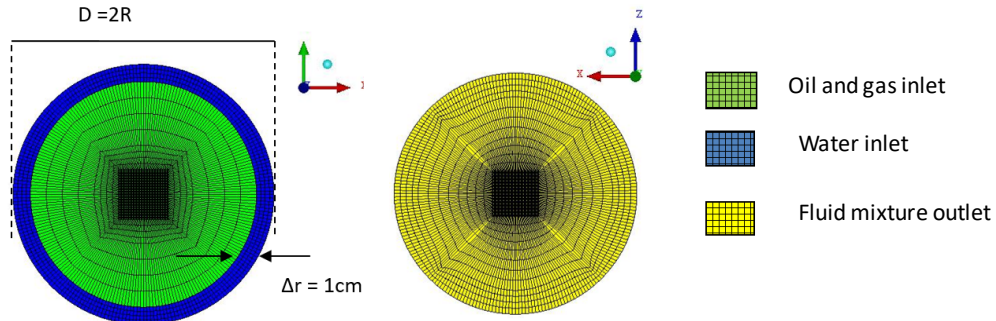 D =2R
Z
X
Oil and gas inlet
Water inlet
Fluid mixture outlet
Δr = 1cm